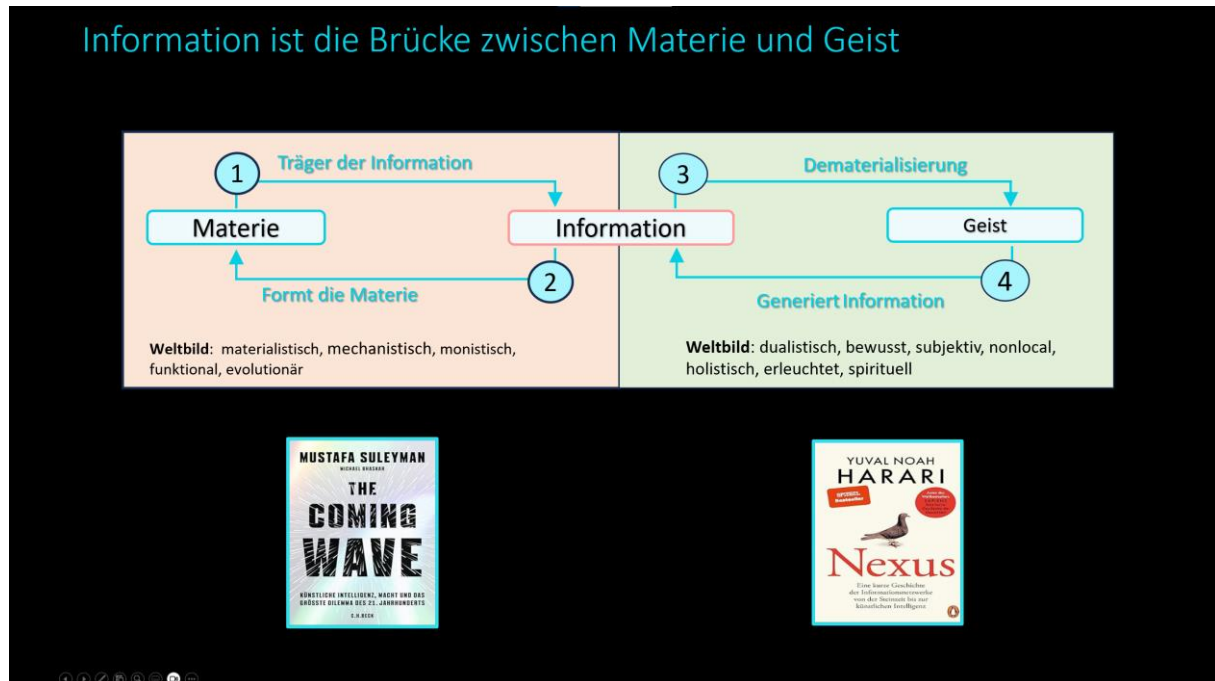 Information ist die Brücke zwischen Materie und Geist
1
Träger der Information
3
Dematerialisierung
Materie
Information
Geist
2
4
Formt die Materie
Generiert Information
Weltbild: materialistisch, mechanistisch, monistisch,
funktional, evolutionär
Weltbild: dualistisch, bewusst, subjektiv, nonlocal,
holistisch, erleuchtet, spirituell
MUSTAFA SULEYMAN
MICHAEL BHASKAR
THE
COMING
WAVE
KÜNSTLICHE INTELLIGENZ, MACHT UND DAS
GRÖSSTE DILEMMA DES 21. JAHRHUNDERTS
C.H.BECK
YUVAL NOAH
HARARI
SPIEGEL
Bestseller
Nexus
Eine kurze Geschichte
der Informationsnetzwerke
von der Steinzeit bis zur
künstlichen Intelligenz